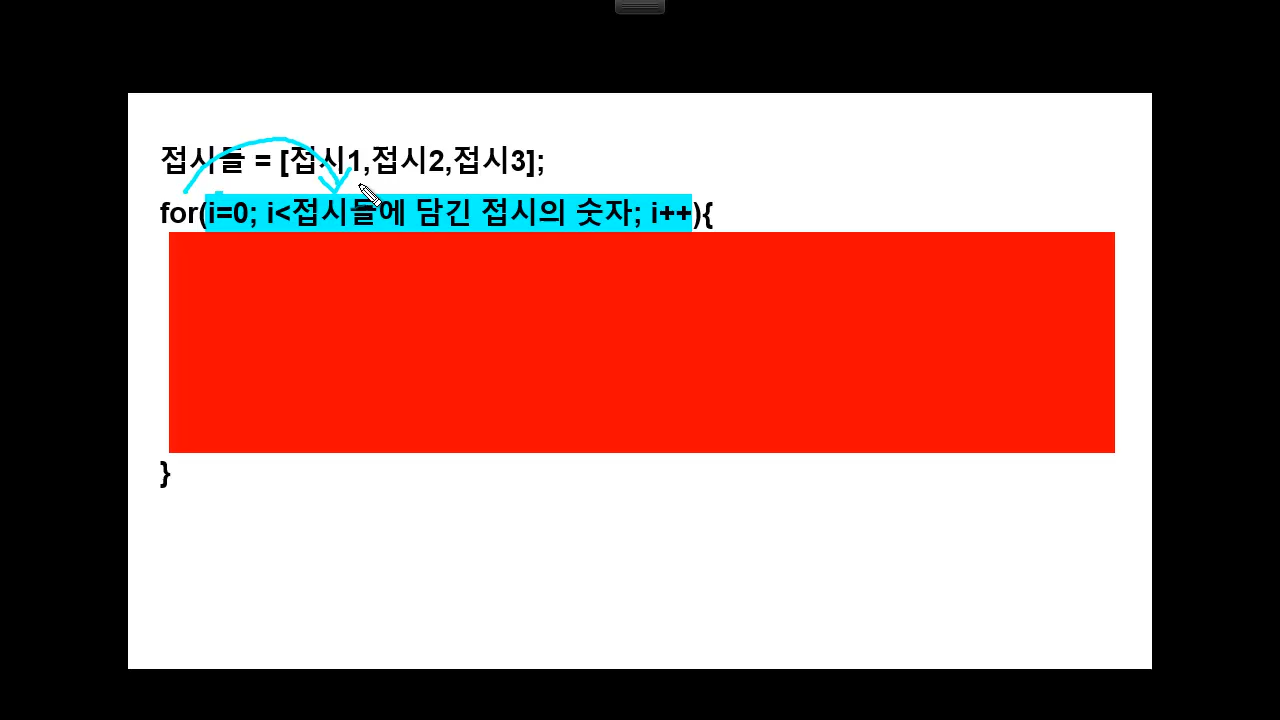 접시들 = [접시1,접시2,접시3];
for(i=0; i<접시들에 담긴 접시의 숫자; i++){
}